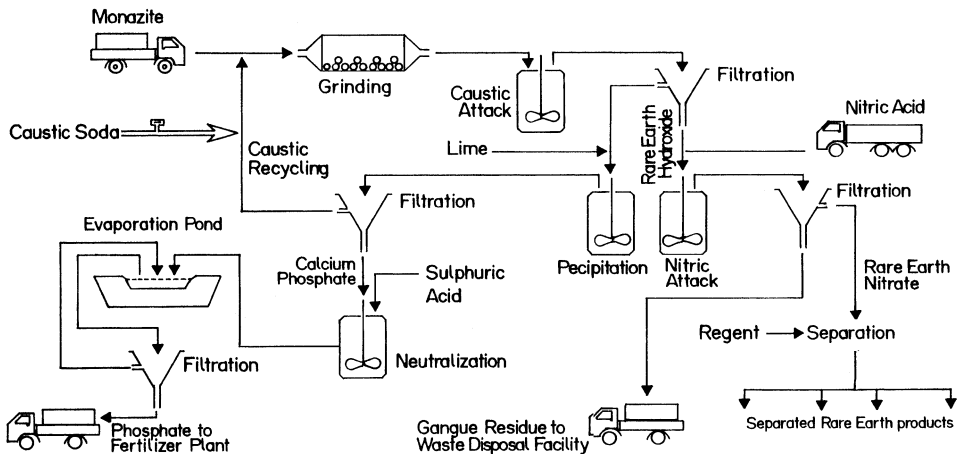 Monazite
Grinding
Caustic
Attack
Filtration
Nitric Acid
Caustic Soda
Caustic
Recycling
Lime
Rare Earth
Hydroxide
Filtration
Filtration
Evaporation Pond
Calcium
Phosphate
Sulphuric
Acid
Pecipitation
Nitric
Attack
Rare Earth
Nitrate
Regent
Separation
Filtration
Neutralization
Phosphate to
Fertilizer Plant
Gangue Residue to
Waste Disposal Facility
Separated Rare Earth products